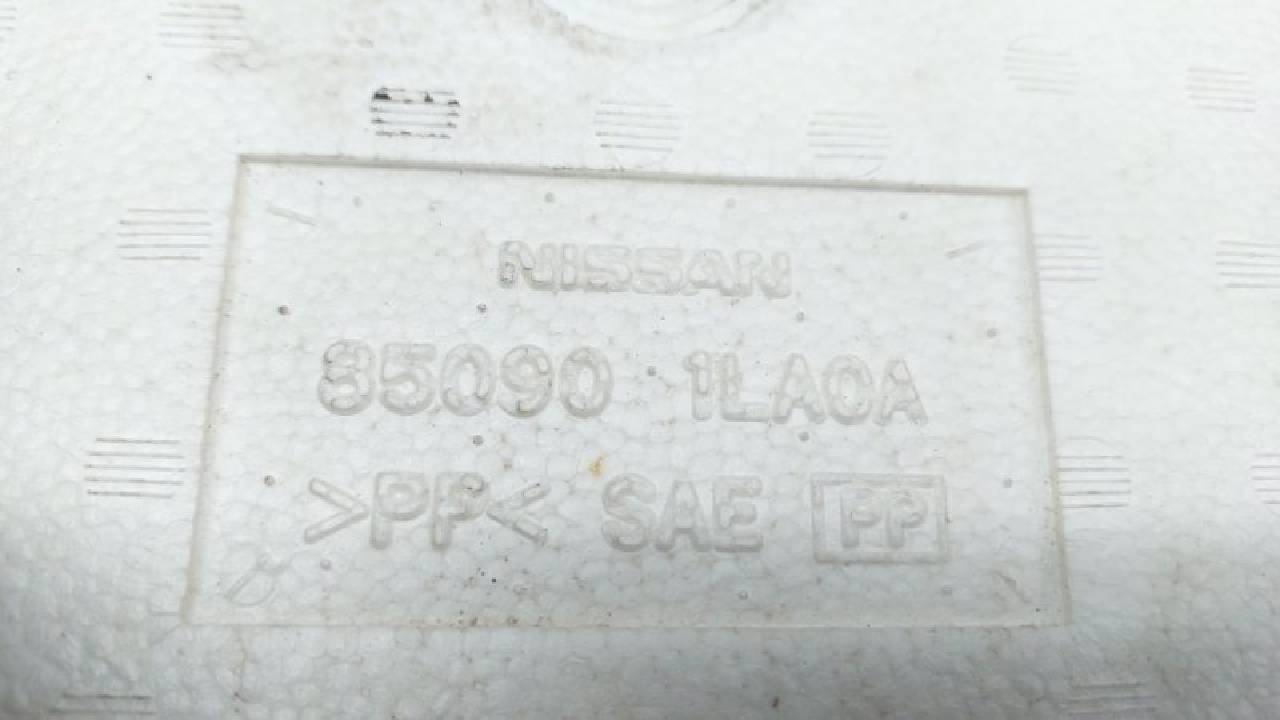 NISSAN
85090 1LA0A
>PP< SAE PP